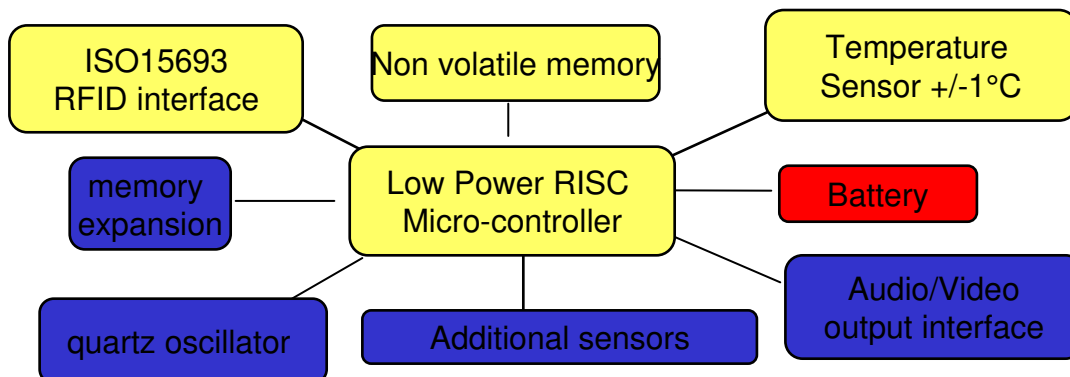 ISO15693
RFID interface
Non volatile memory
Temperature
Sensor +/-1°C
memory
expansion
Low Power RISC
Micro-controller
Battery
quartz oscillator
Additional sensors
Audio/Video
output interface